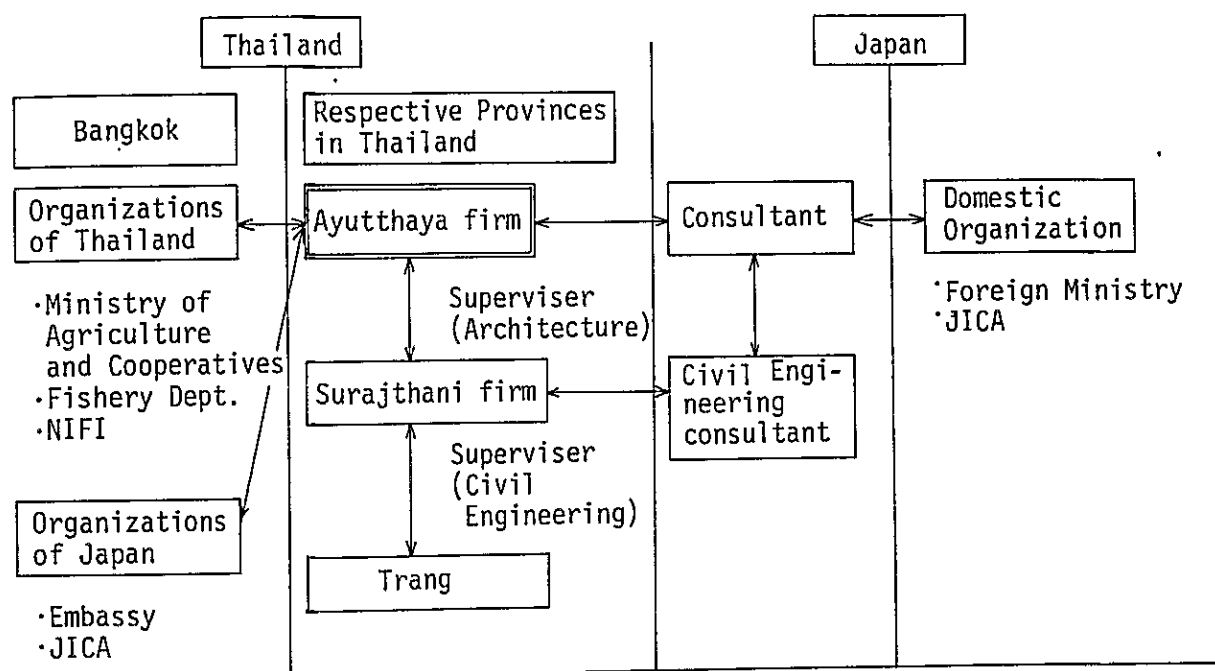 Thailand
Japan
Bangkok
Respective Provinces
in Thailand
Organizations
of Thailand
Ayutthaya firm
Consultant
Domestic
Organization
·Ministry of
Agriculture
and Cooperatives
·Fishery Dept.
·NIFI
Superviser
(Architecture)
·Foreign Ministry
·JICA
Surajthani firm
Civil Engi-
neering
consultant
Superviser
(Civil
Engineering)
Organizations
of Japan
Trang
·Embassy
·JICA